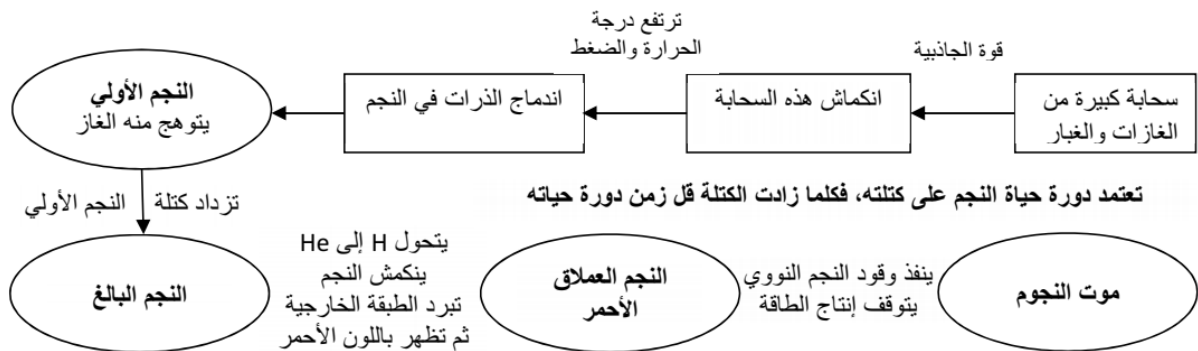 ترتفع درجة
الحرارة والضغط
قوة الجاذبية
سحابة كبيرة من
الغازات والغبار
انكماش هذه السحابة
اندماج الذرات في النجم
النجم الأولي
يتوهج منه الغاز
تزداد كتلة النجم الأولي
تعتمد دورة حياة النجم على كتلته، فكلما زادت الكتلة قل زمن دورة حياته
النجم البالغ
يتحول H إلى He
ينكمش النجم
تبرد الطبقة الخارجية
ثم تظهر باللون الأحمر
النجم العملاق
الأحمر
ينفذ وقود النجم النووي
يتوقف إنتاج الطاقة
موت النجوم